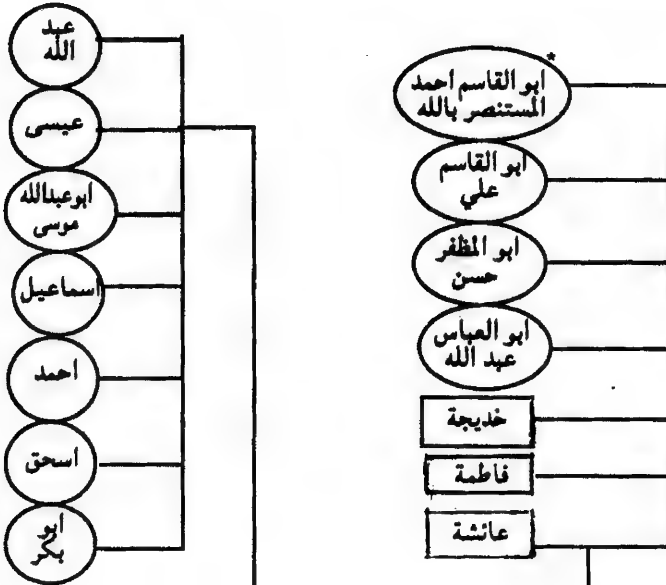 *
ابو القاسم احمد
المستنصر بالله
ابو القاسم
علي
ابو المظفر
حسن
ابو العباس
عبد الله
خديجة
فاطمة
عائشة
عبد
الله
عيسى
ابوعبدالله
موسى
اسماعيل
احمد
اسحق
ابو
بكر